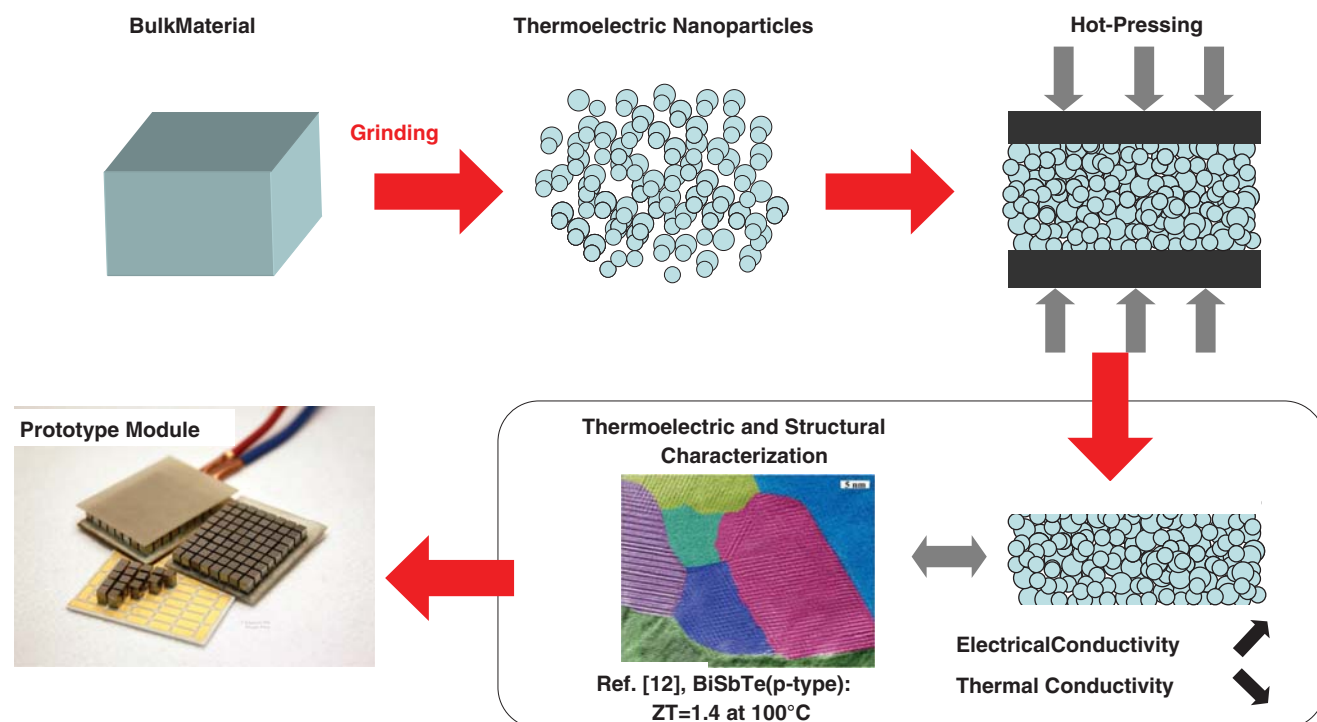 BulkMaterial
Thermoelectric Nanoparticles
Hot-Pressing
Grinding
Prototype Module
Thermoelectric and Structural
Characterization
5 nm
ElectricalConductivity
Thermal Conductivity
Ref. [12], BiSbTe(p-type):
ZT=1.4 at 100°C